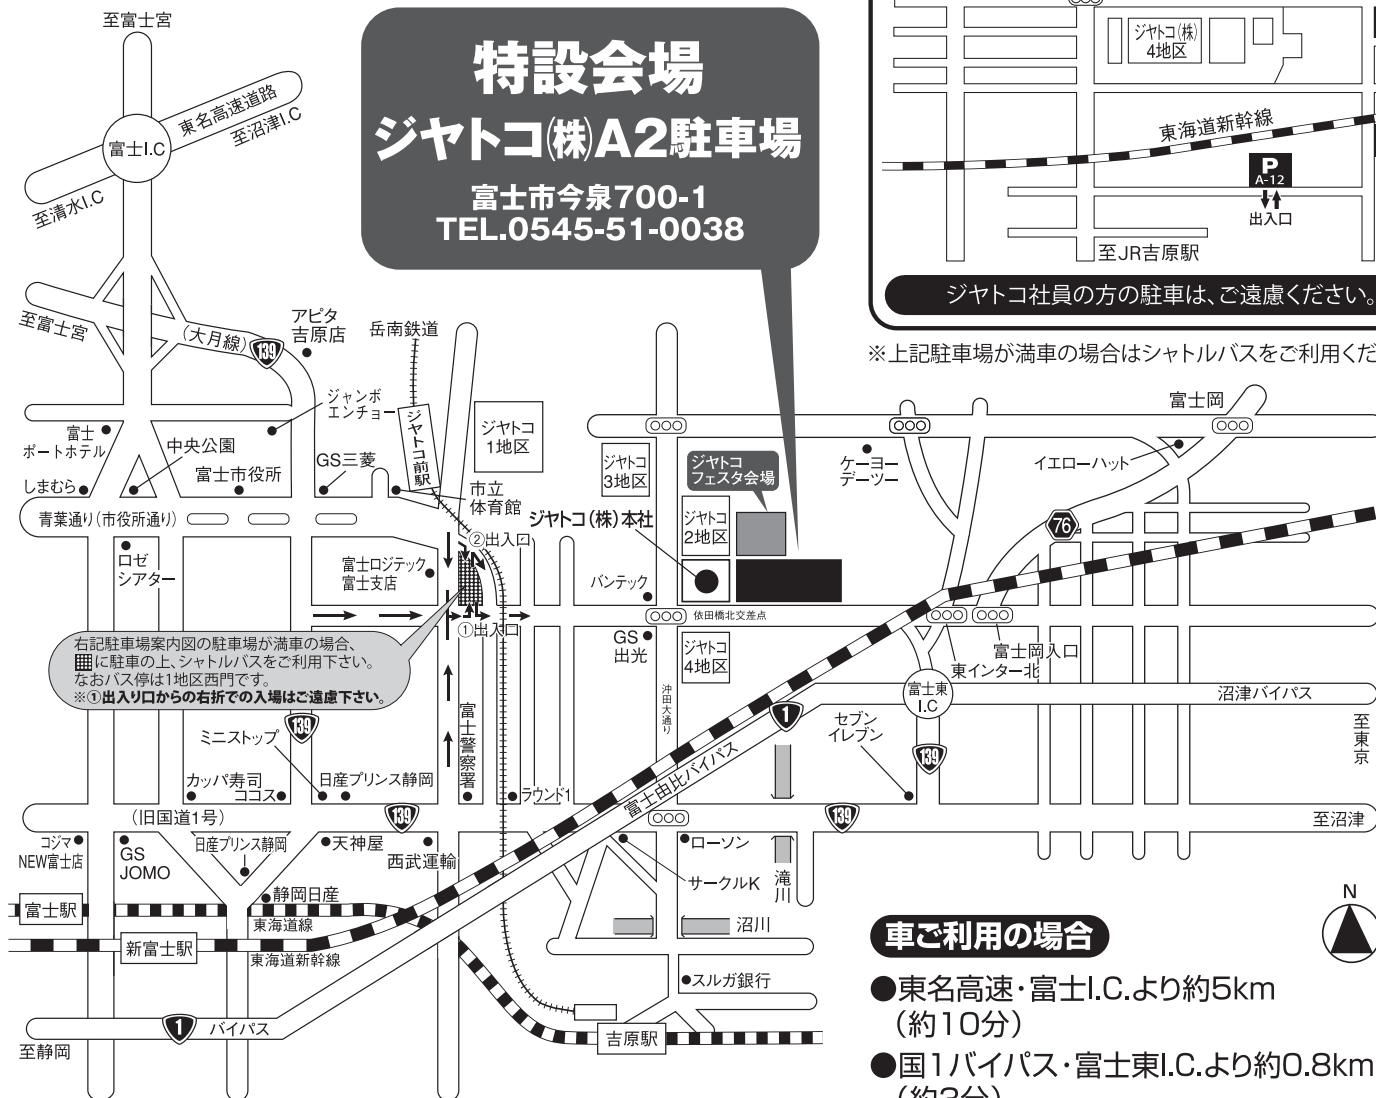 至富士宮
東名高速道路
至沼津I.C
富士I.C
至清水I.C
特設会場
ジヤトコ(株)A2駐車場
富士市今泉700-1
TEL.0545-51-0038
ジヤトコ(株)
4地区
東海道新幹線
P
A-12
出入口
至JR吉原駅
ジヤトコ社員の方の駐車は、ご遠慮ください。
※上記駐車場が満車の場合はシャトルバスをご利用くだ
至富士宮
(大月線)
139
アピタ
吉原店
岳南鉄道
ジャンボ
エンチョー
ジヤトコ前駅
ジヤトコ
1地区
富士
ポートホテル
中央公園
富士市役所
GS三菱
しまむら
市立
体育館
青葉通り(市役所通り)
ロゼ
シアター
富士ロジテック
富士支店
②出入口
①出入口
ジヤトコ
3地区
ジヤトコ
フェスタ会場
ジヤトコ(株)本社
ジヤトコ
2地区
バンテック
依田橋北交差点
GS
出光
ジヤトコ
4地区
沖田大通り
ケーヨー
デーツー
富士岡
イエローハット
76
富士岡入口
東インター北
富士東
I.C
沼津バイパス
至東京
右記駐車場案内図の駐車場が満車の場合、
に駐車の上、シャトルバスをご利用下さい。
なおバス停は1地区西門です。
※①出入り口からの右折での入場はご遠慮下さい。
139
ミニストップ
富士警察署
カッパ寿司
ココス
日産プリンス静岡
ラウンド1
富士由比バイパス
1
セブン
イレブン
139
(旧国道1号)
139
139
至沼津
コジマ
NEW富士店
GS
JOMO
日産プリンス静岡
天神屋
西武運輸
ローソン
サークルK
滝川
静岡日産
富士駅
東海道線
新富士駅
東海道新幹線
沼川
スルガ銀行
1
バイパス
至静岡
吉原駅
N
車ご利用の場合
●東名高速・富士I.C.より約5km
(約10分)
●国1バイパス・富士東I.C.より約0.8km
(約3分)